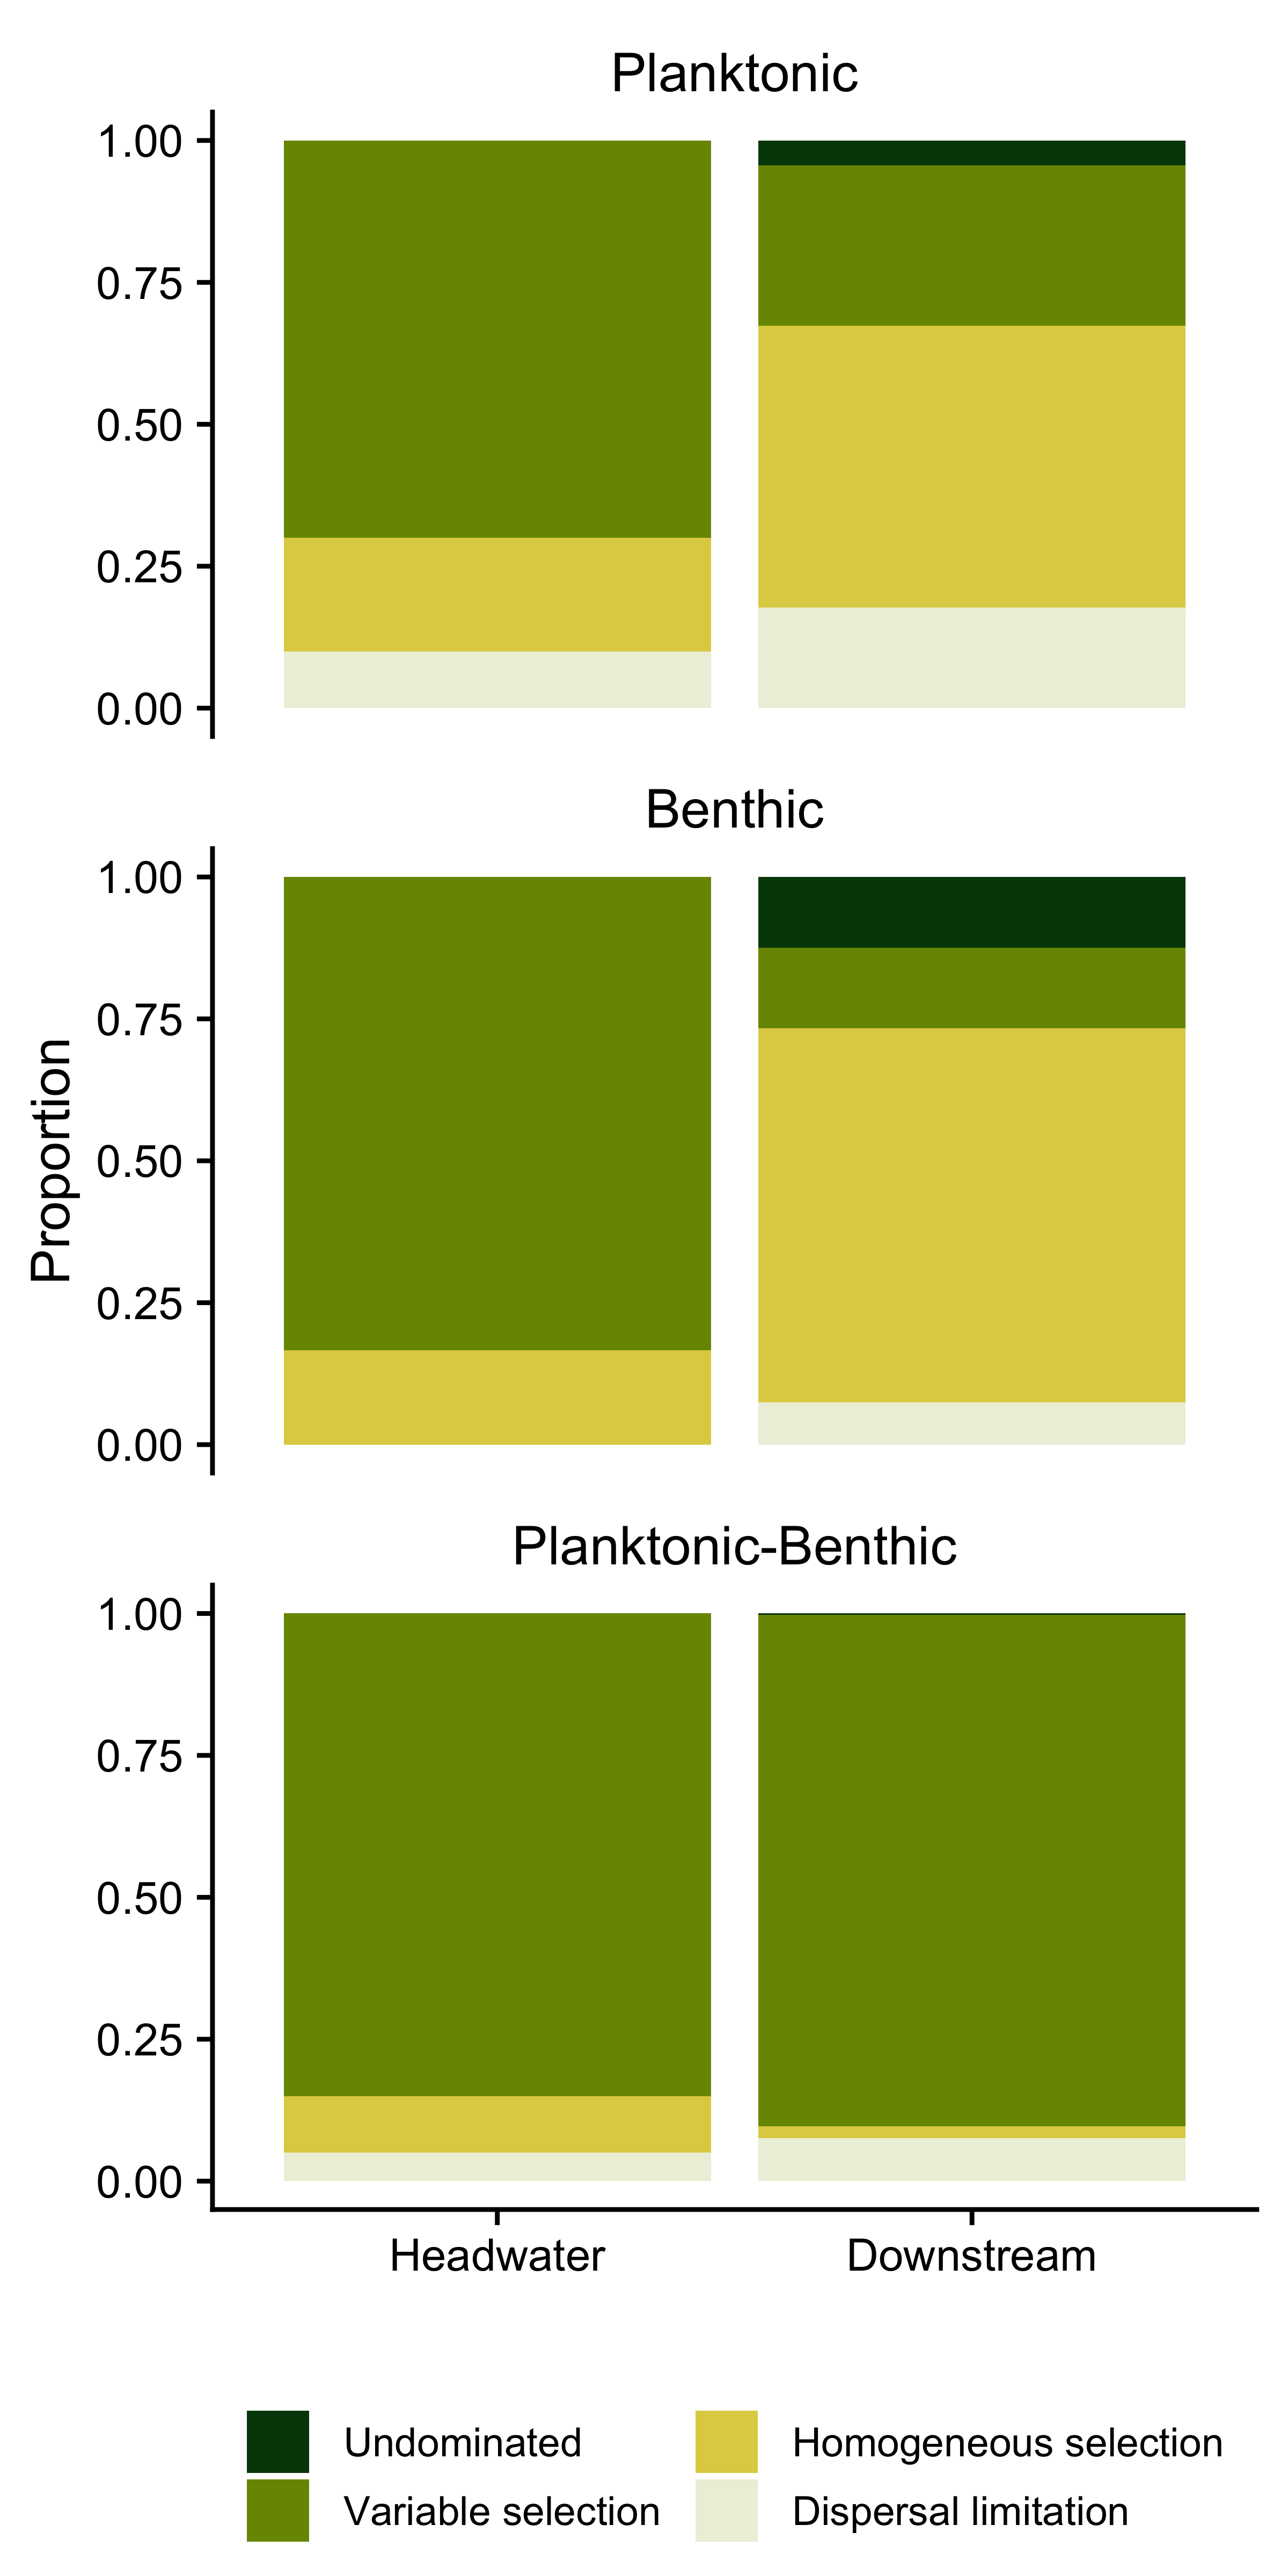 Planktonic
1.00
0.75
0.50
0.25
0.00
Benthic
1.00
0.75
0.50
0.25
0.00
Proportion
Planktonic-Benthic
1.00
0.75
0.50
0.25
0.00
Headwater Downstream
Undominated Homogeneous selection
Variable selection Dispersal limitation